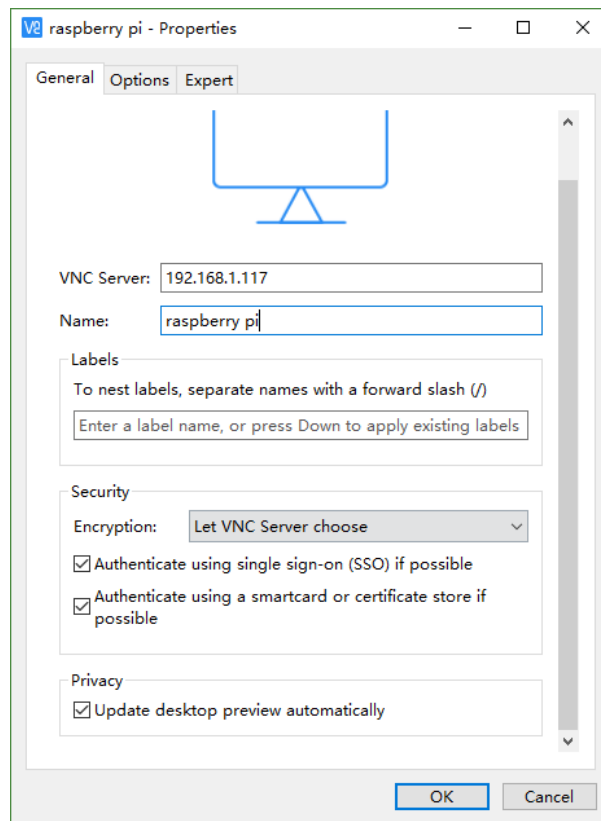 V2 raspberry pi - Properties
General Options Expert
VNC Server: 192.168.1.117
Name: raspberry pi
Labels
To nest labels, separate names with a forward slash (/)
Enter a label name, or press Down to apply existing labels
Security
Encryption: Let VNC Server choose
Authenticate using single sign-on (SSO) if possible
Authenticate using a smartcard or certificate store if
possible
Privacy
Update desktop preview automatically
OK Cancel